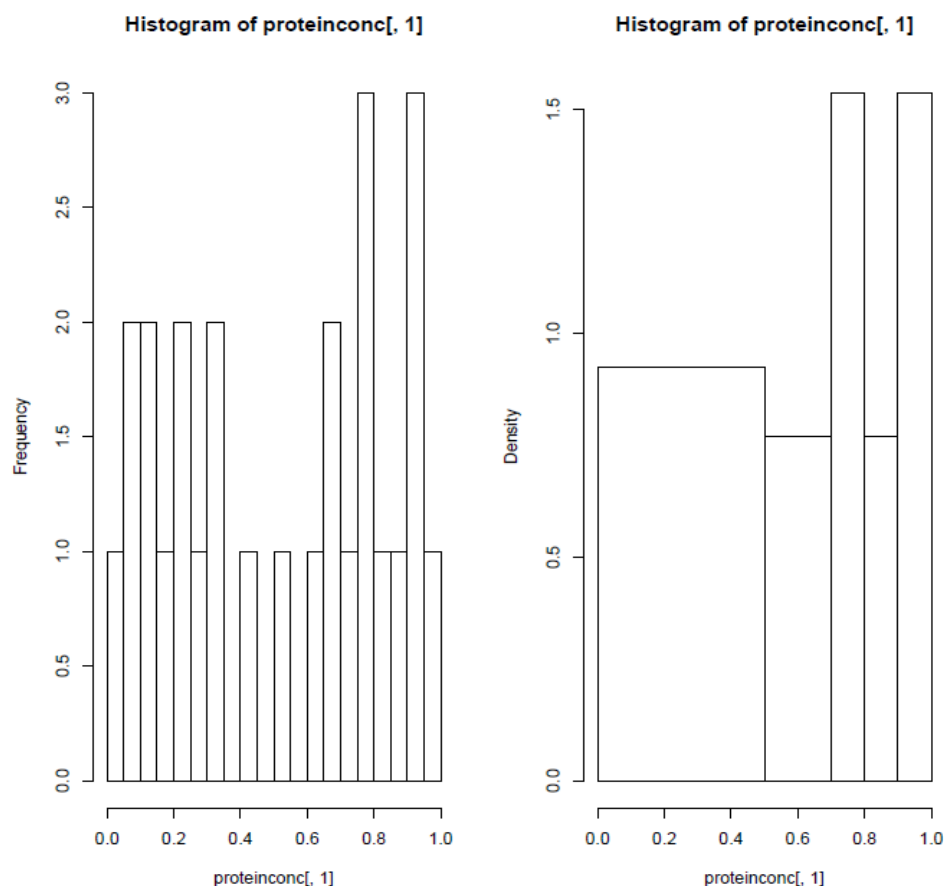 Histogram of proteinconc[, 1]
Frequency
0.0 0.5 1.0 1.5 2.0 2.5 3.0
0.0 0.2 0.4 0.6 0.8 1.0
proteinconc[, 1]
Histogram of proteinconc[, 1]
Density
0.0 0.5 1.0 1.5
0.0 0.2 0.4 0.6 0.8 1.0
proteinconc[, 1]